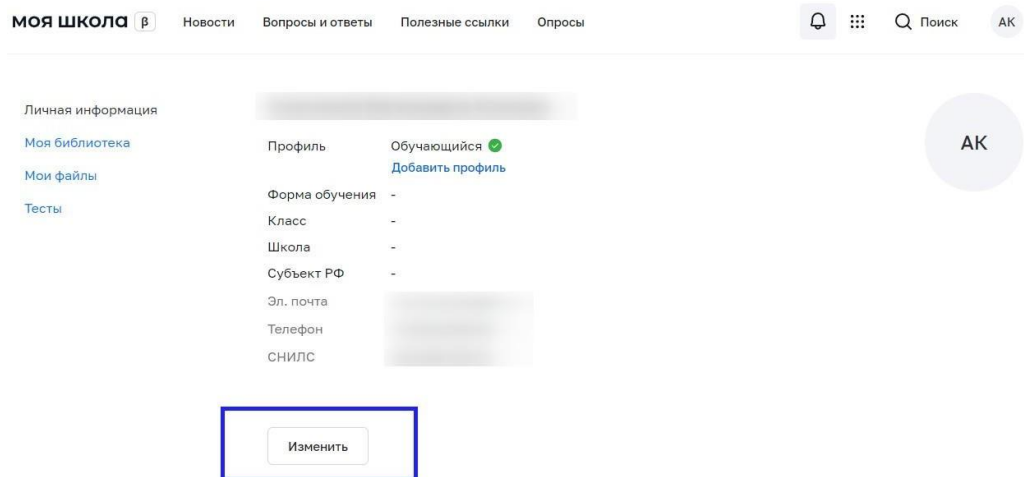 моя школа β Новости Вопросы и ответы Полезные ссылки Опросы Поиск АК
Личная информация
Моя библиотека
Мои файлы
Тесты
Профиль Обучающийся
Добавить профиль
Форма обучения -
Класс -
Школа -
Субъект РФ -
Эл. почта
Телефон
СНИЛС
АК
Изменить